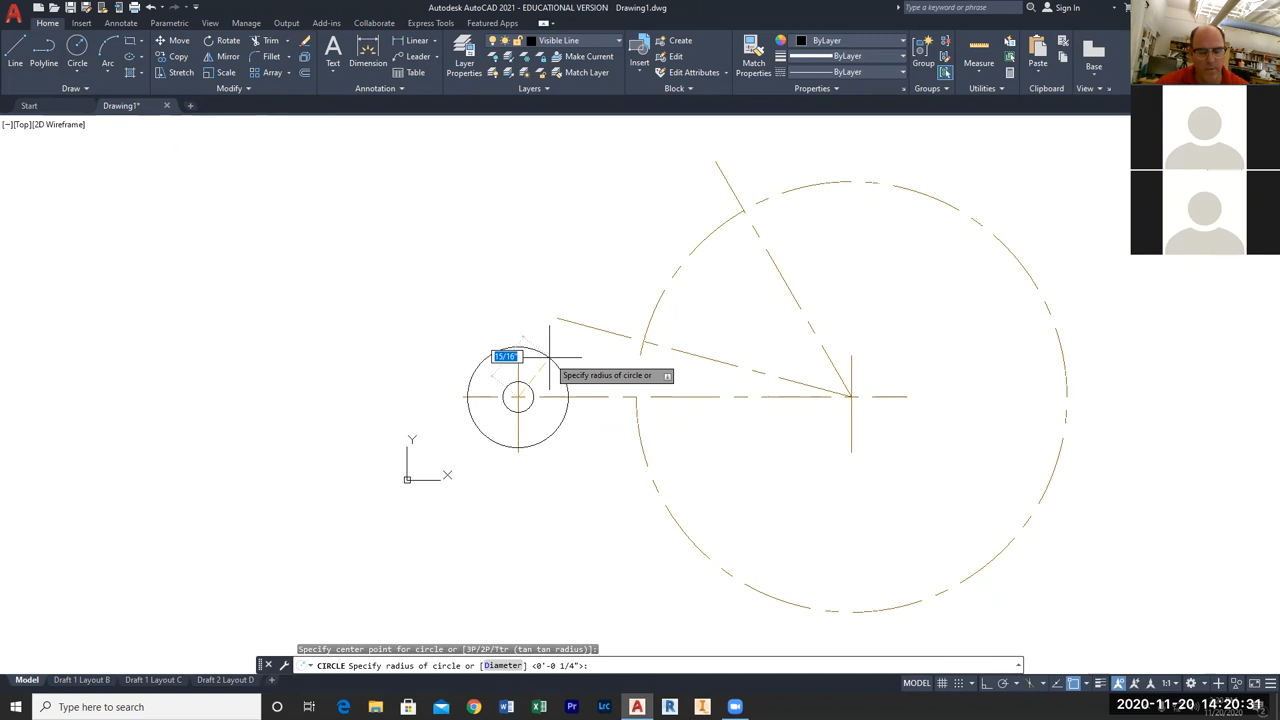 Autodesk AutoCAD 2021 - EDUCATIONAL VERSION Drawing1.dwg
Type a keyword or phrase
Sign In
Home Insert Annotate Parametric View Manage Output Add-ins Collaborate Express Tools Featured Apps
Line Polyline Circle Arc
Move Rotate Trim
Copy Mirror Fillet
Stretch Scale Array
Text Dimension
Linear
Leader
Table
Layer Properties
Visible Line
Make Current
Match Layer
Insert
Create
Edit
Edit Attributes
Match Properties
ByLayer
ByLayer
ByLayer
Group
Measure
Paste
Base
Draw Modify Annotation Layers Block Properties Groups Utilities Clipboard View
Start Drawing1*
[−][Top][2D Wireframe]
15/16"
Specify radius of circle or
Y
X
Specify center point for circle or [3P/2P/Ttr (tan tan radius)]:
CIRCLE Specify radius of circle or [Diameter] <0'-0 1/4">:
Model Draft 1 Layout B Draft 1 Layout C Draft 2 Layout D
MODEL 1:1
Type here to search
2020-11-20 14:20:31
11/20/2020